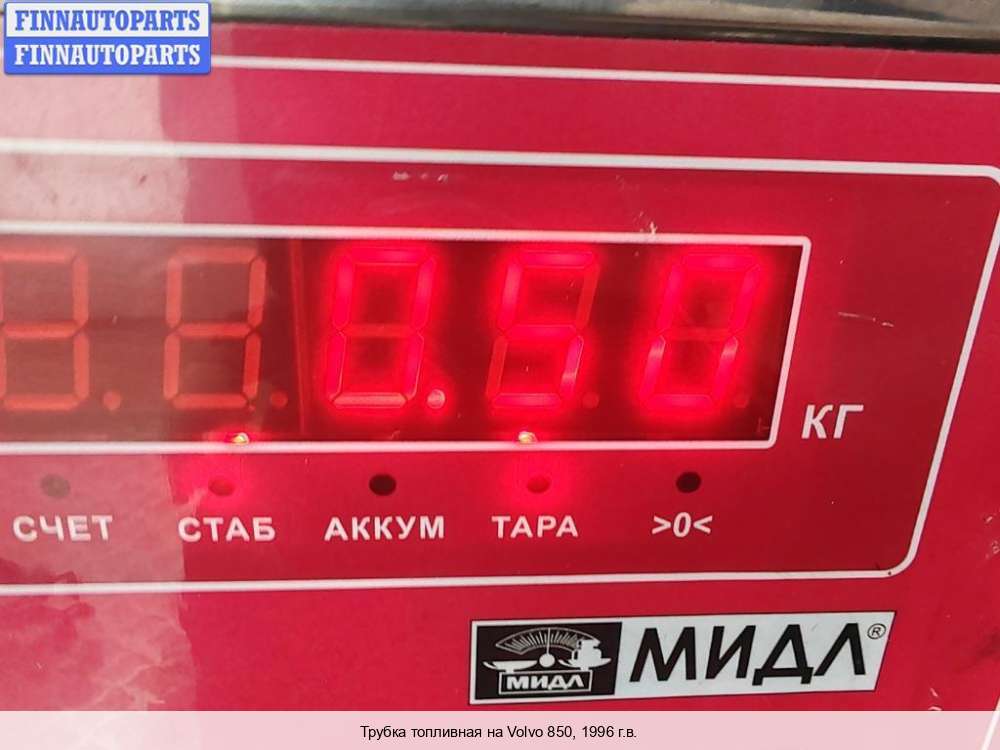 FINNAUTOPARTS
FINNAUTOPARTS
0.50
КГ
СЧЕТ СТАБ АККУМ ТАРА >0<
МИДЛ МИДЛ®
Трубка топливная на Volvo 850, 1996 г.в.